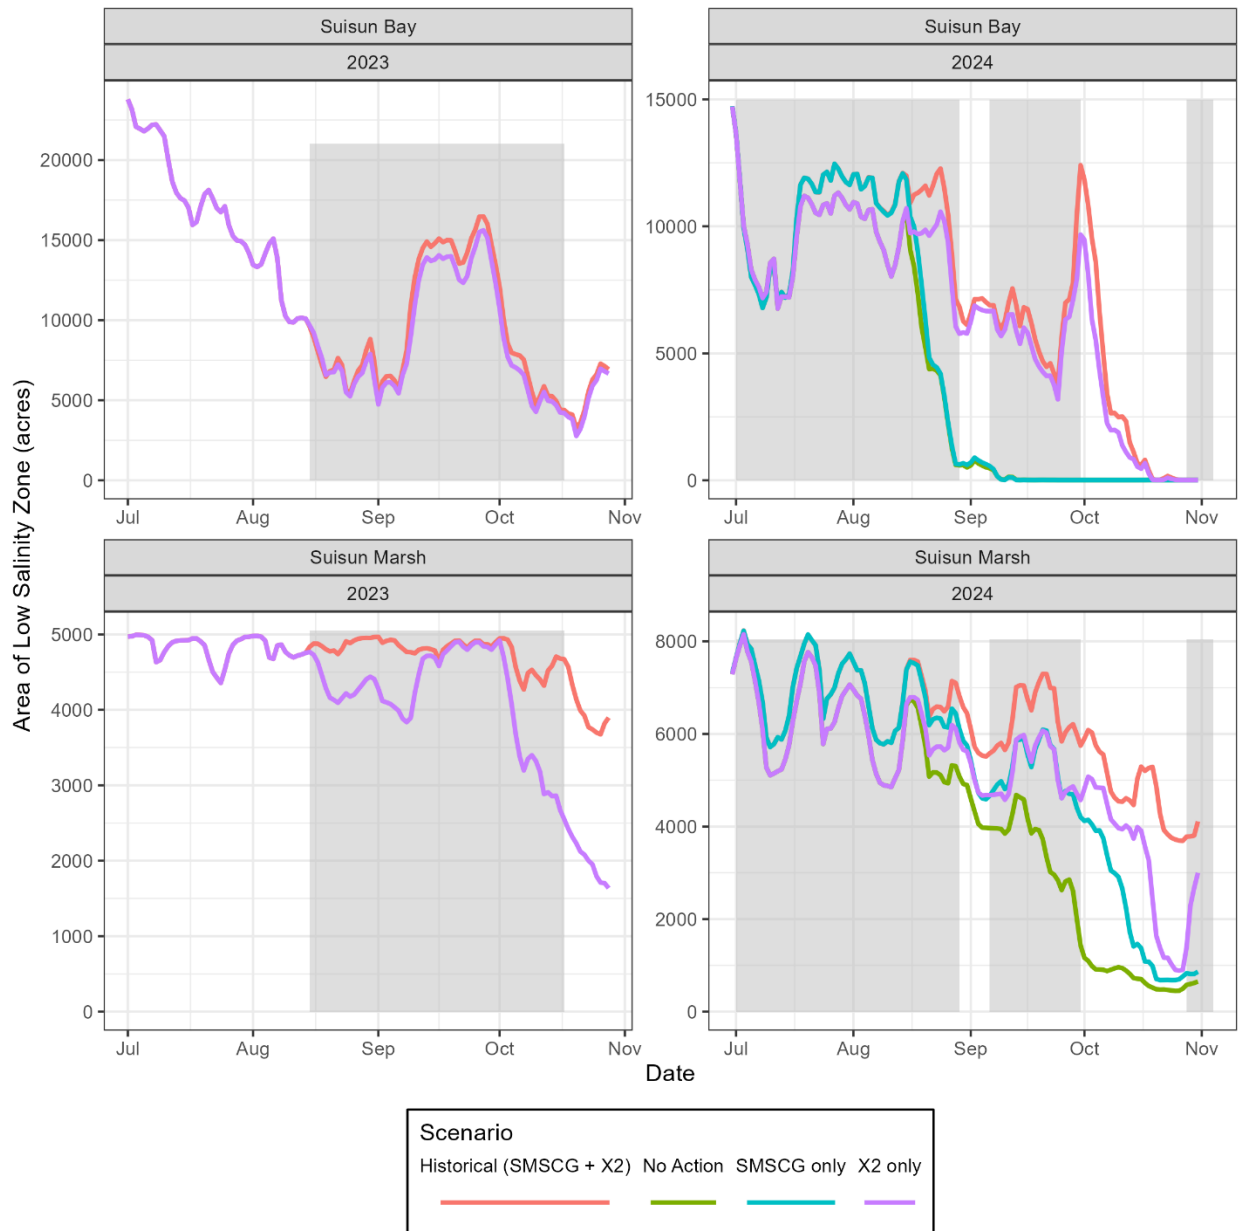 Suisun Bay
2023
20000
15000
10000
5000
0
Jul Aug Sep Oct Nov
Suisun Bay
2024
15000
10000
5000
0
Jul Aug Sep Oct Nov
Suisun Marsh
2023
5000
4000
3000
2000
1000
0
Jul Aug Sep Oct Nov
Suisun Marsh
2024
8000
6000
4000
2000
0
Jul Aug Sep Oct Nov
Area of Low Salinity Zone (acres)
Date
Scenario
Historical (SMSCG + X2) No Action SMSCG only X2 only